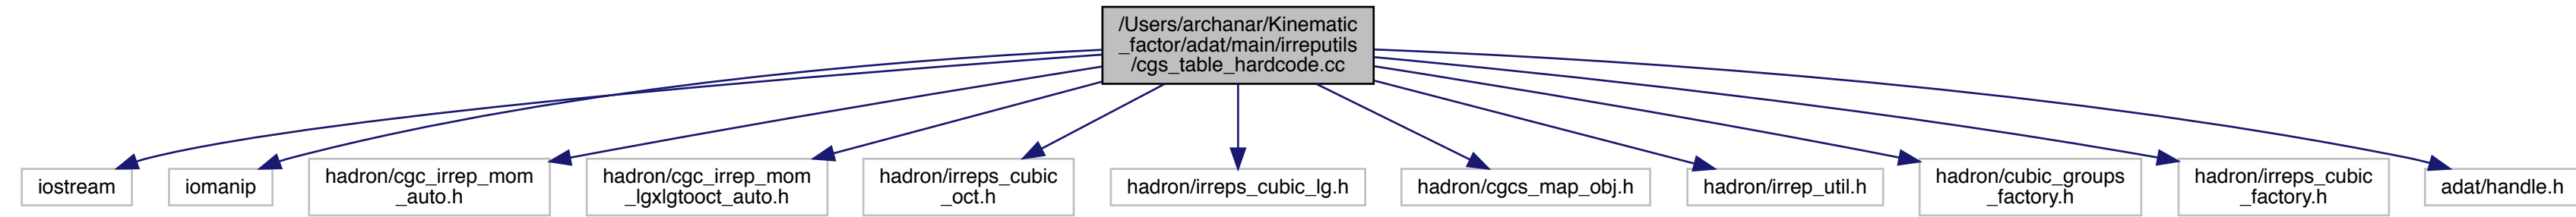 /Users/archanar/Kinematic
_factor/adat/main/irreputils
/cgs_table_hardcode.cc
iostream
iomanip
hadron/cgc_irrep_mom
_auto.h
hadron/cgc_irrep_mom
_lgxlgtooct_auto.h
hadron/irreps_cubic
_oct.h
hadron/irreps_cubic_lg.h
hadron/cgcs_map_obj.h
hadron/irrep_util.h
hadron/cubic_groups
_factory.h
hadron/irreps_cubic
_factory.h
adat/handle.h